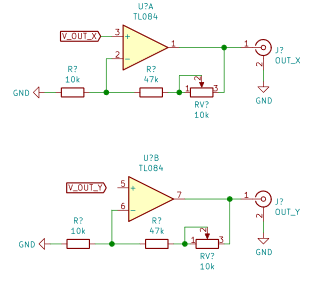 U?A
TL084
V_OUT_X
3
+
2
-
1
1
J?
OUT_X
2
GND
GND
R?
10k
R?
47k
1
2
3
RV?
10k
U?B
TL084
V_OUT_Y
5
+
6
-
7
1
J?
OUT_Y
2
GND
GND
R?
10k
R?
47k
1
2
3
RV?
10k